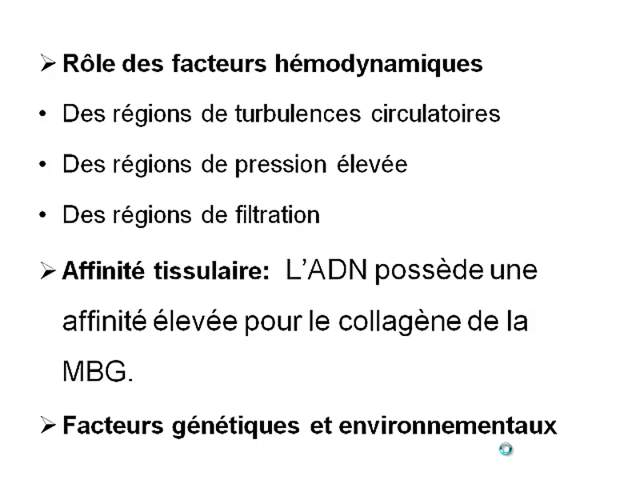 ➢ Rôle des facteurs hémodynamiques
• Des régions de turbulences circulatoires
• Des régions de pression élevée
• Des régions de filtration
➢ Affinité tissulaire: L'ADN possède une
affinité élevée pour le collagène de la
MBG.
➢ Facteurs génétiques et environnementaux